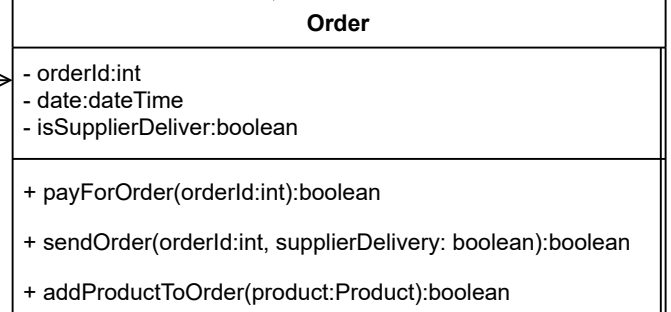 Order
- orderId:int
- date:dateTime
- isSupplierDeliver:boolean
+ payForOrder(orderId:int):boolean
+ sendOrder(orderId:int, supplierDelivery: boolean):boolean
+ addProductToOrder(product:Product):boolean